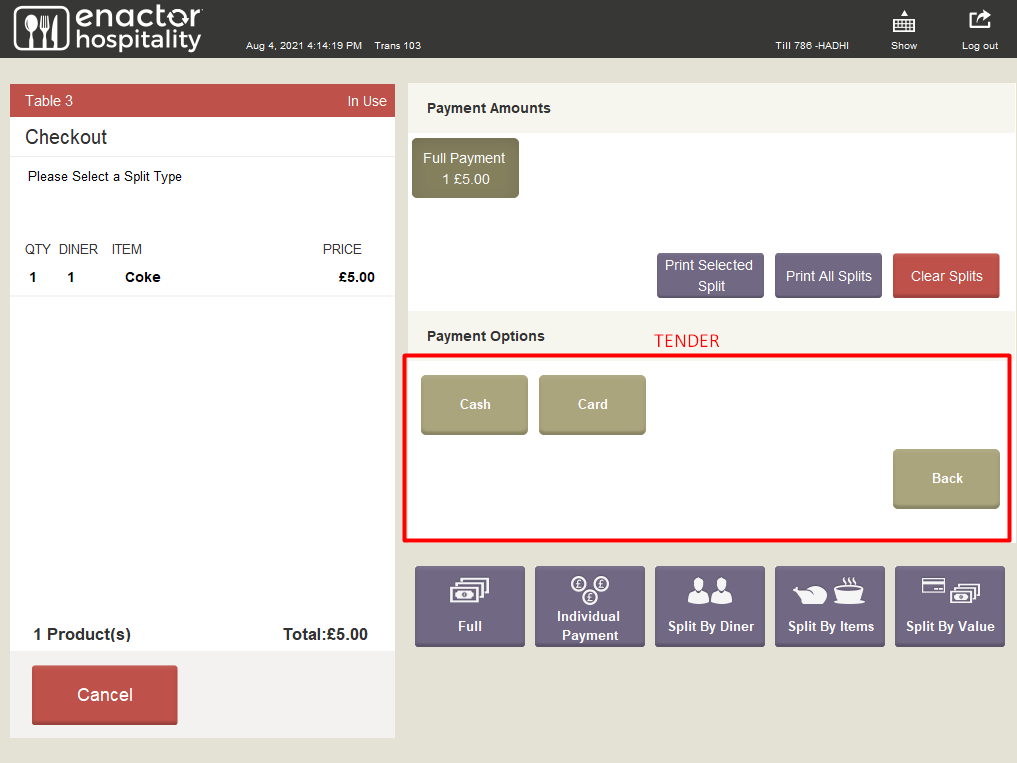 enactor
hospitality
Aug 4, 2021 4:14:19 PM Trans 103
Till 786 -HADHI
Show
Log out
Table 3 In Use
Checkout
Please Select a Split Type
QTY DINER ITEM PRICE
1 1 Coke £5.00
1 Product(s) Total:£5.00
Cancel
Payment Amounts
Full Payment
1 £5.00
Print Selected
Split
Print All Splits
Clear Splits
Payment Options
TENDER
Cash
Card
Back
Full
Individual
Payment
Split By Diner
Split By Items
Split By Value